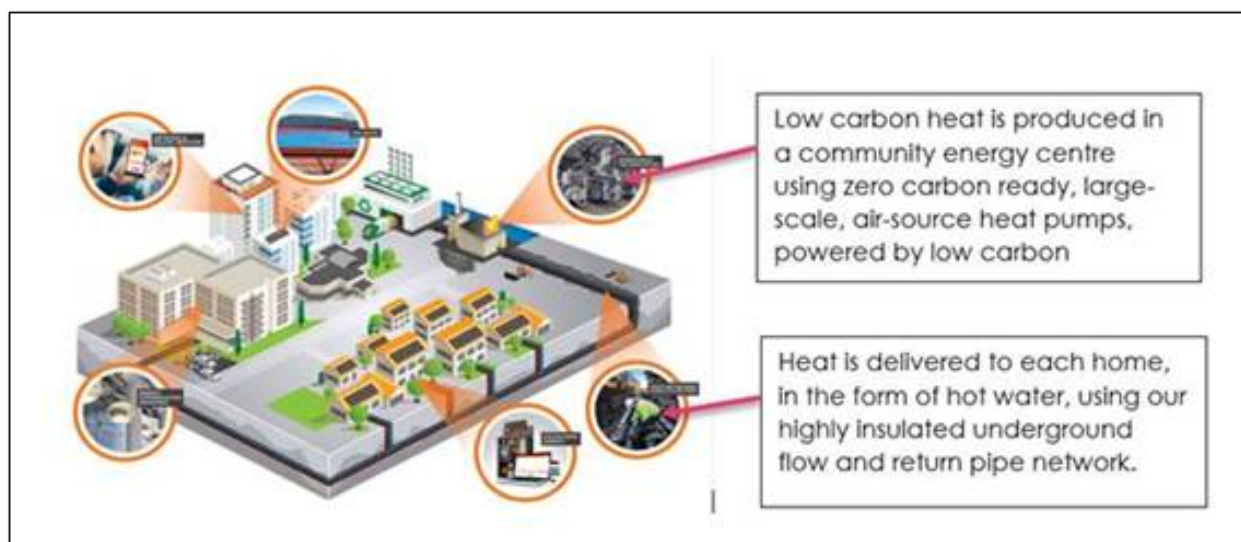 Low carbon heat is produced in
a community energy centre
using zero carbon ready, large-
scale, air-source heat pumps,
powered by low carbon
Heat is delivered to each home,
in the form of hot water, using our
highly insulated underground
flow and return pipe network.